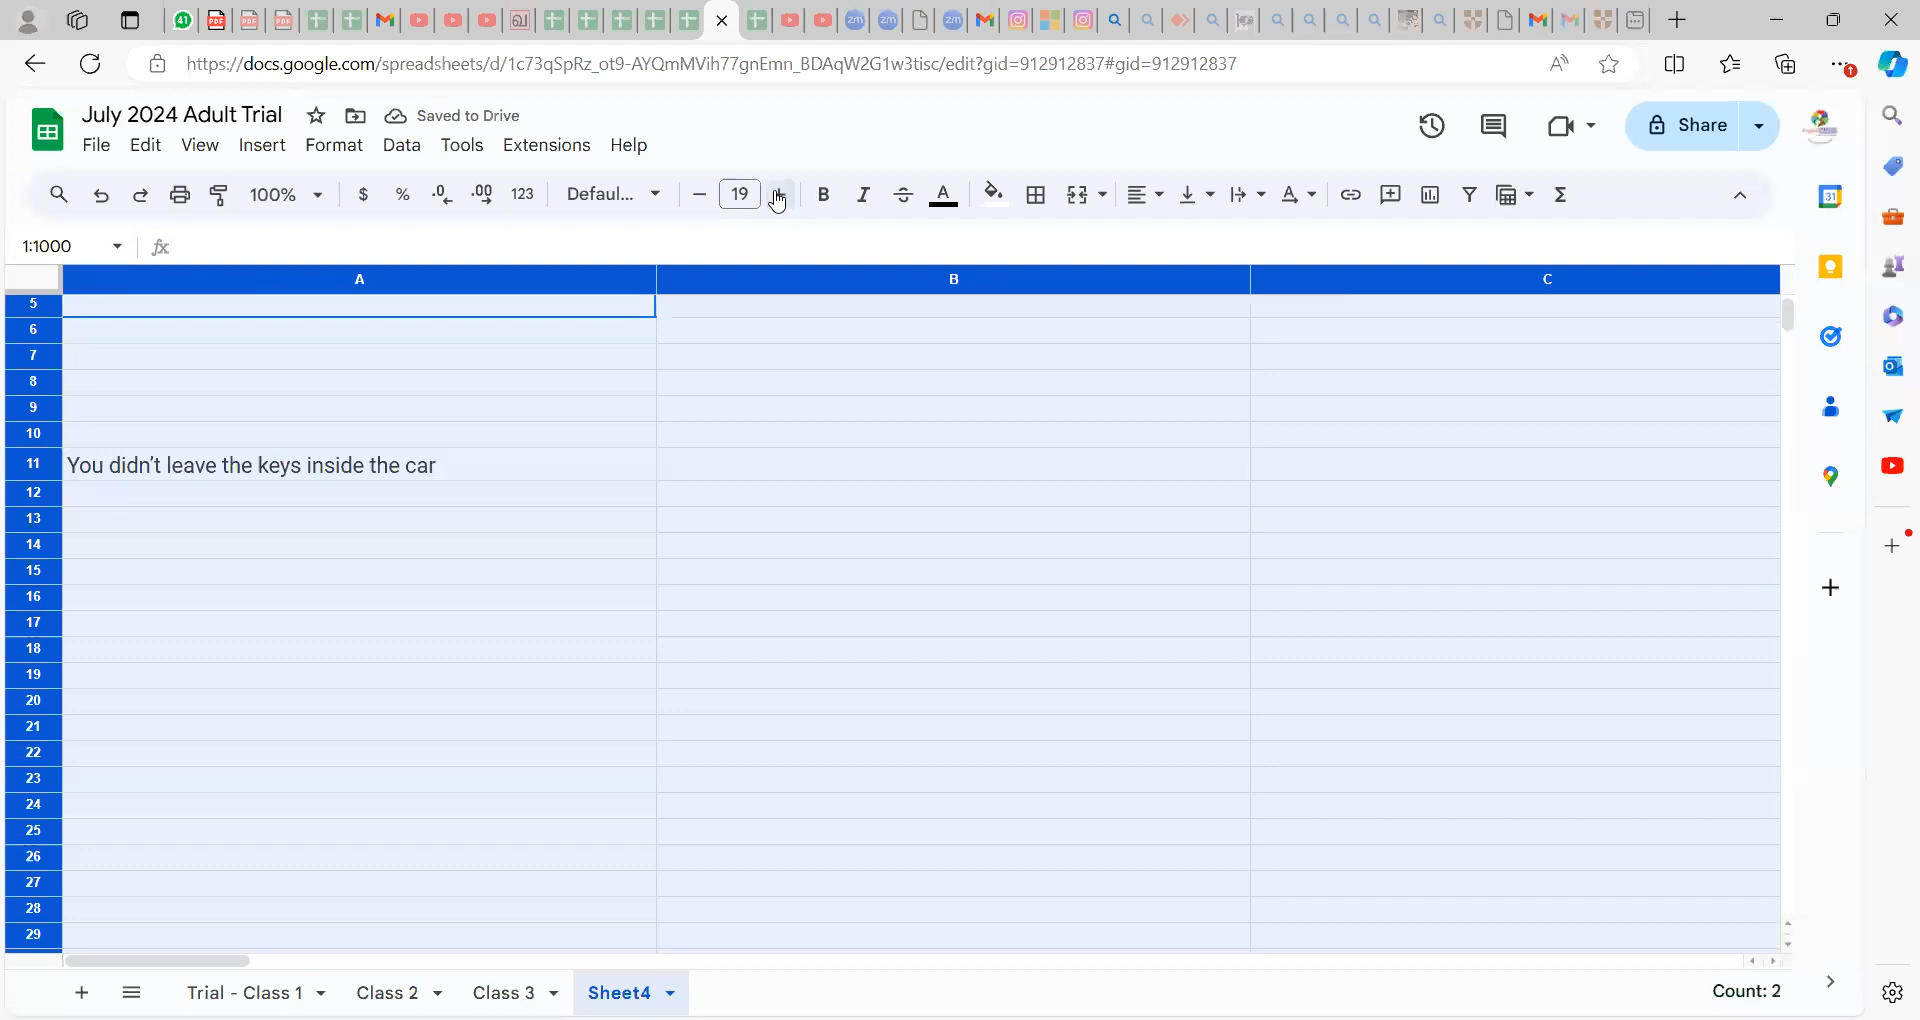 41
https://docs.google.com/spreadsheets/d/1c73qSpRz_ot9-AYQmMVih77gnEmn_BDAqW2G1w3tisc/edit?gid=912912837#gid=912912837
July 2024 Adult Trial
Saved to Drive
File Edit View Insert Format Data Tools Extensions Help
Share
100% $ % .0 .00 123 Defaul... 19 B I A
1:1000 fx
A B C
5
6
7
8
9
10
11 You didn’t leave the keys inside the car
12
13
14
15
16
17
18
19
20
21
22
23
24
25
26
27
28
29
Trial - Class 1 Class 2 Class 3 Sheet4 Count: 2